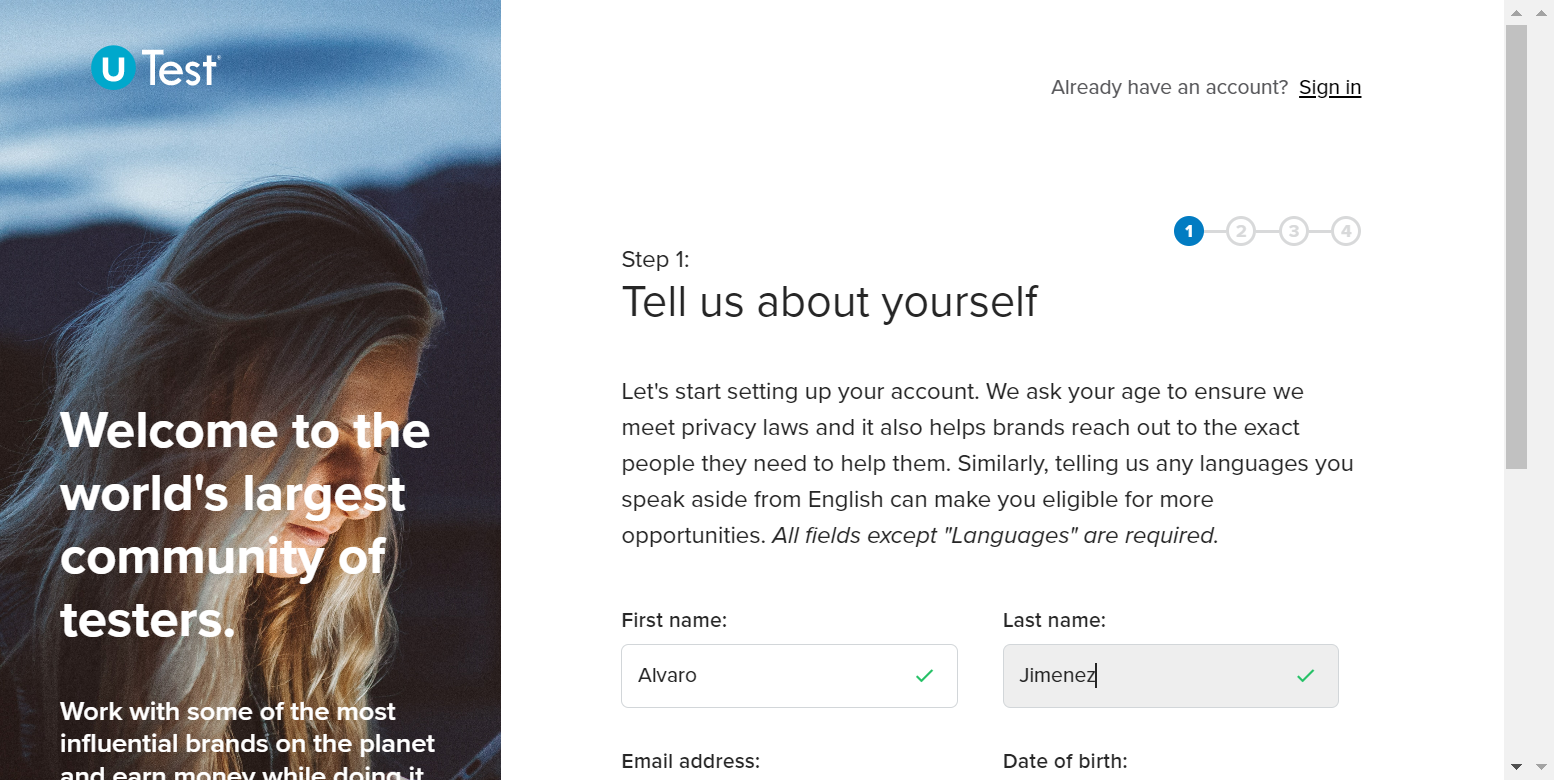 uTest®
Already have an account? Sign in
1 2 3 4
Step 1:
Tell us about yourself
Let's start setting up your account. We ask your age to ensure we
meet privacy laws and it also helps brands reach out to the exact
people they need to help them. Similarly, telling us any languages you
speak aside from English can make you eligible for more
opportunities. All fields except "Languages" are required.
First name:
Last name:
Alvaro
Jimenez
Email address:
Date of birth:
Welcome to the
world's largest
community of
testers.
Work with some of the most
influential brands on the planet
and earn money while doing it